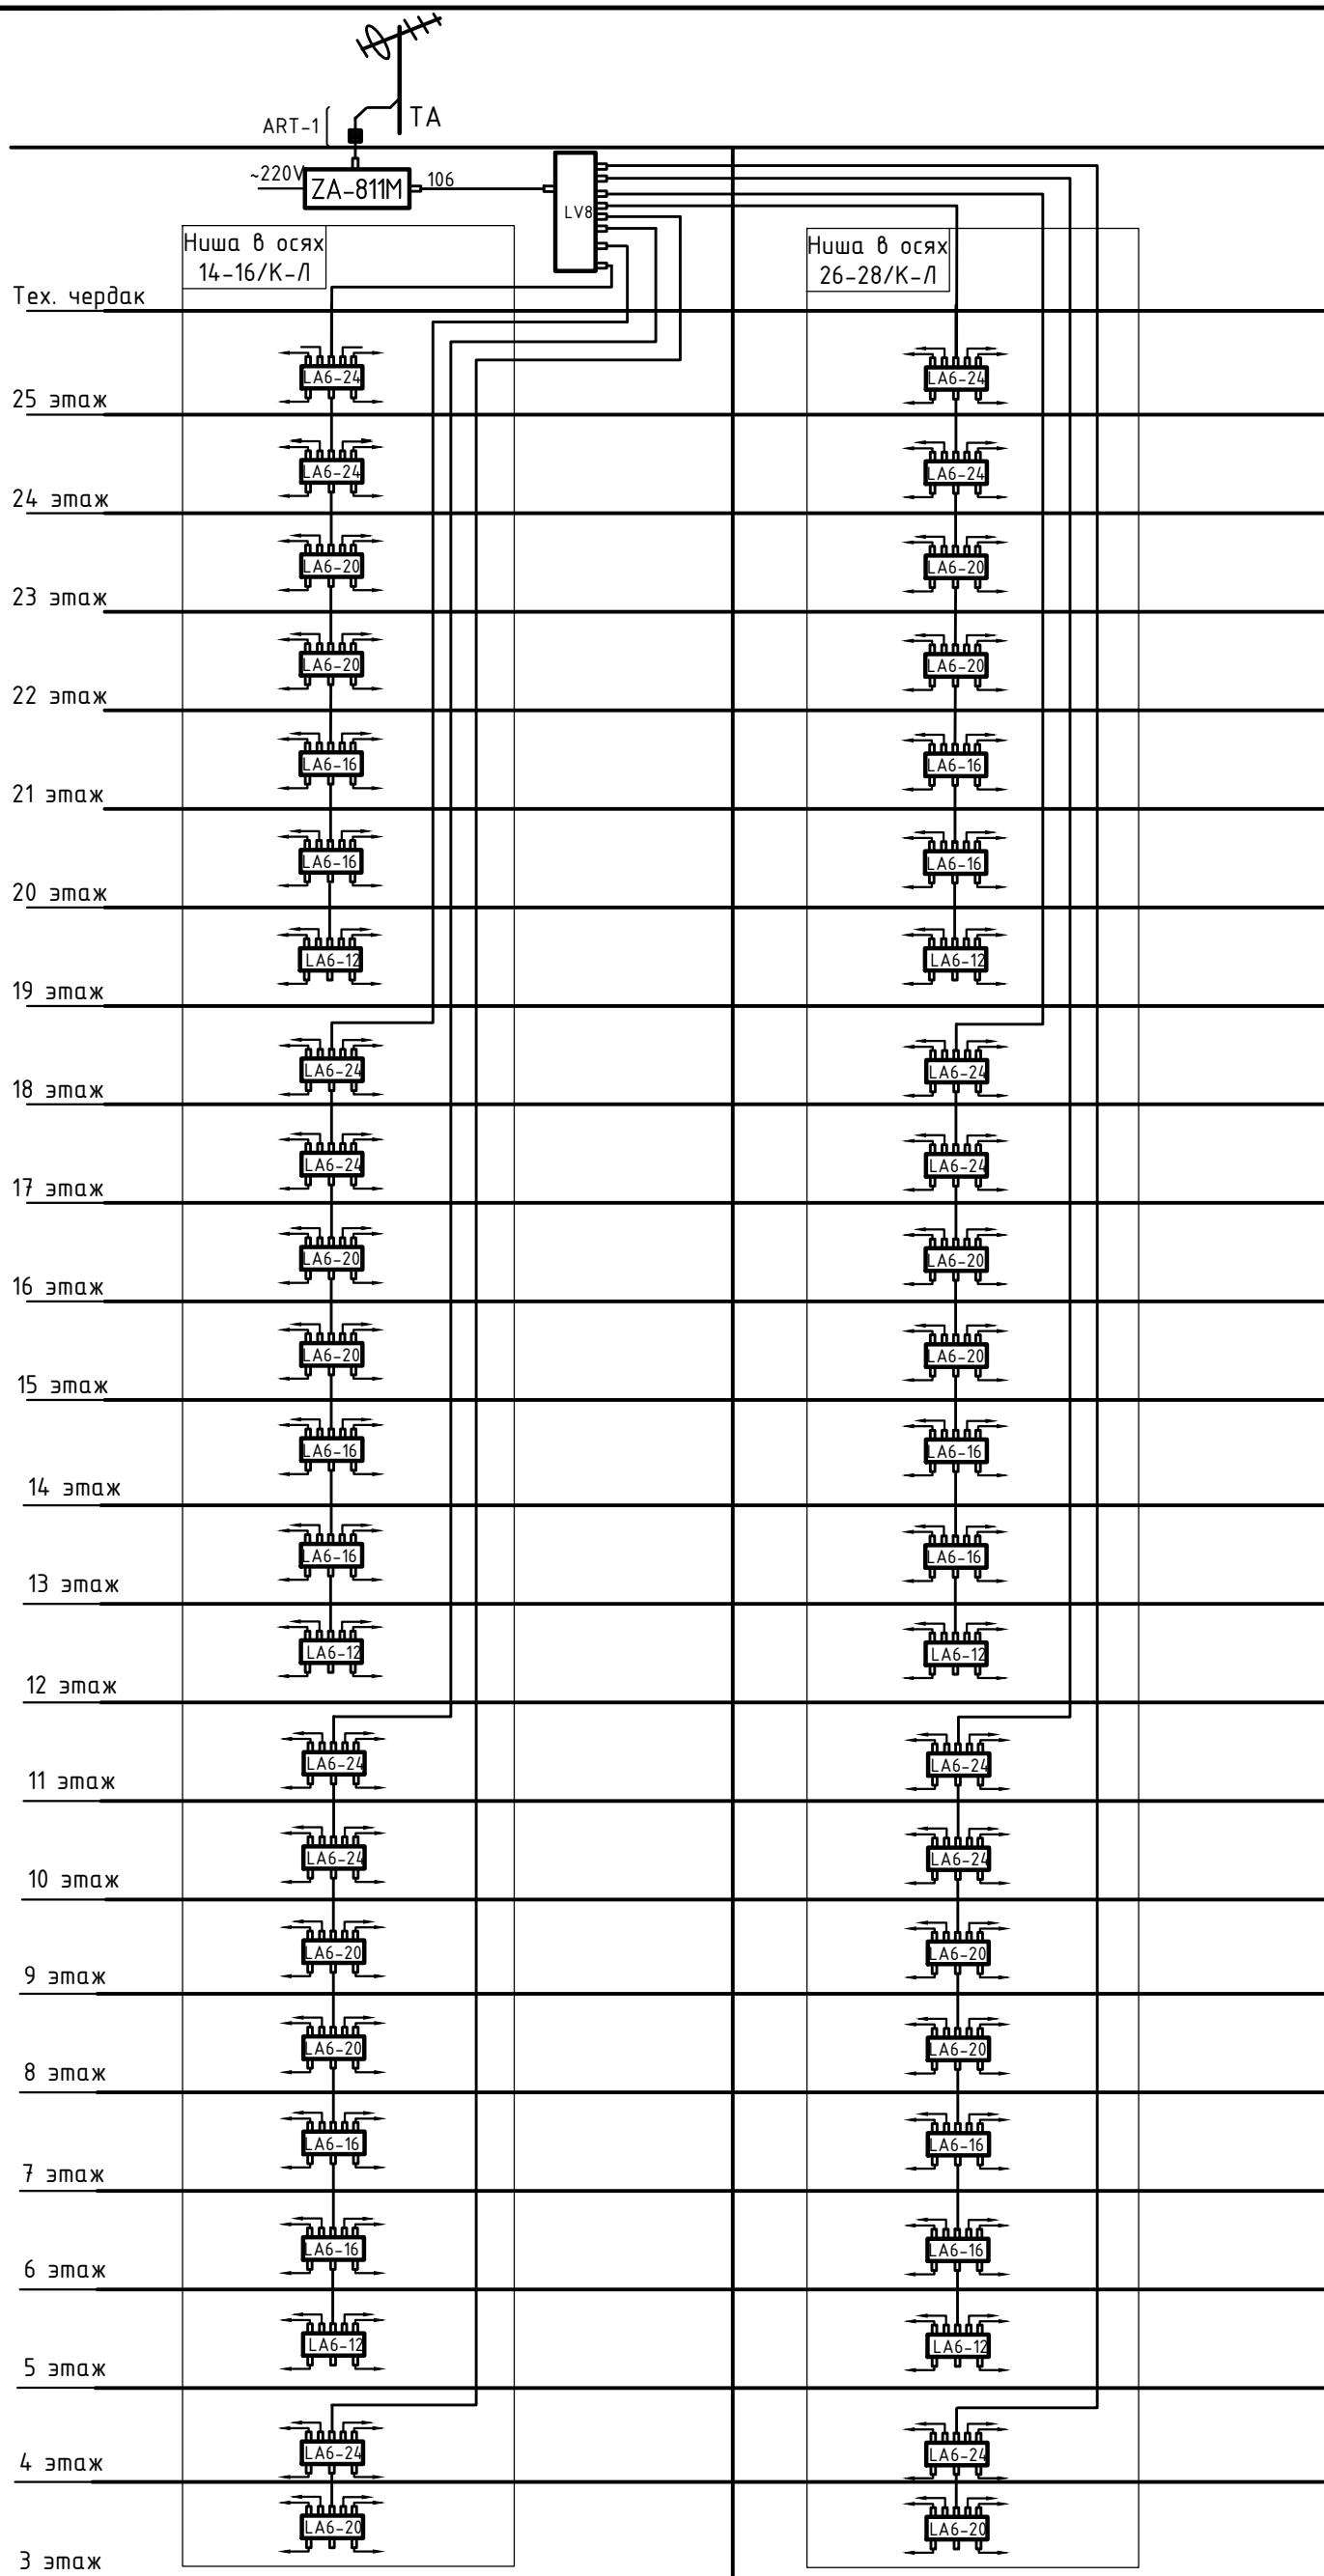 ART-1
TA
~220V
ZA-811M
106
LV8
Ниша в осях
14-16/К-Л
Ниша в осях
26-28/К-Л
Тех. чердак
LA6-24
LA6-24
25 этаж
LA6-24
LA6-24
24 этаж
LA6-20
LA6-20
23 этаж
LA6-20
LA6-20
22 этаж
LA6-16
LA6-16
21 этаж
LA6-16
LA6-16
20 этаж
LA6-12
LA6-12
19 этаж
LA6-24
LA6-24
18 этаж
LA6-24
LA6-24
17 этаж
LA6-20
LA6-20
16 этаж
LA6-20
LA6-20
15 этаж
LA6-16
LA6-16
14 этаж
LA6-16
LA6-16
13 этаж
LA6-12
LA6-12
12 этаж
LA6-24
LA6-24
11 этаж
LA6-24
LA6-24
10 этаж
LA6-20
LA6-20
9 этаж
LA6-20
LA6-20
8 этаж
LA6-16
LA6-16
7 этаж
LA6-16
LA6-16
6 этаж
LA6-12
LA6-12
5 этаж
LA6-24
LA6-24
4 этаж
LA6-20
LA6-20
3 этаж